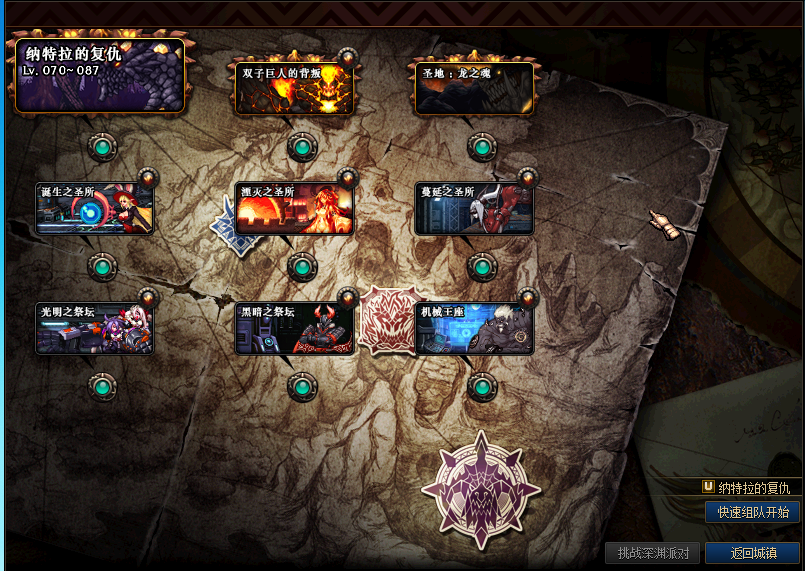 纳特拉的复仇
Lv. 070~087
双子巨人的背叛
圣地：龙之魂
诞生之圣所
湮灭之圣所
蔓延之圣所
光明之祭坛
黑暗之祭坛
机械王座
U 纳特拉的复仇
快速组队开始
挑战深渊派对
返回城镇